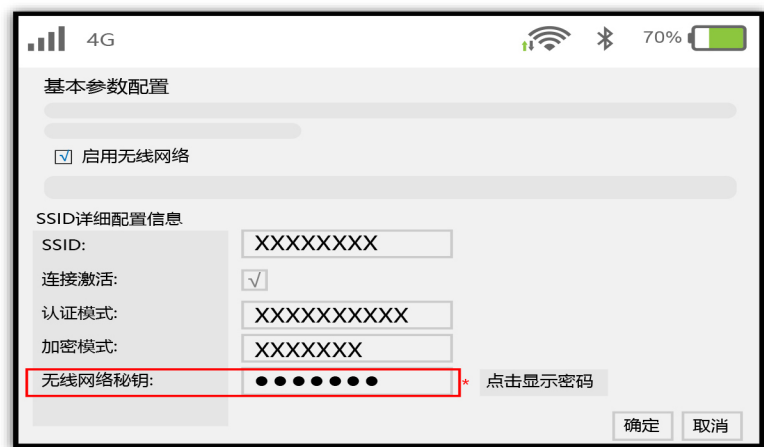 4G 70%
基本参数配置
√ 启用无线网络
SSID详细配置信息
SSID: XXXXXXXX
连接激活: √
认证模式: XXXXXXXXXX
加密模式: XXXXXXX
无线网络秘钥: ●●●●●●● * 点击显示密码
确定 取消